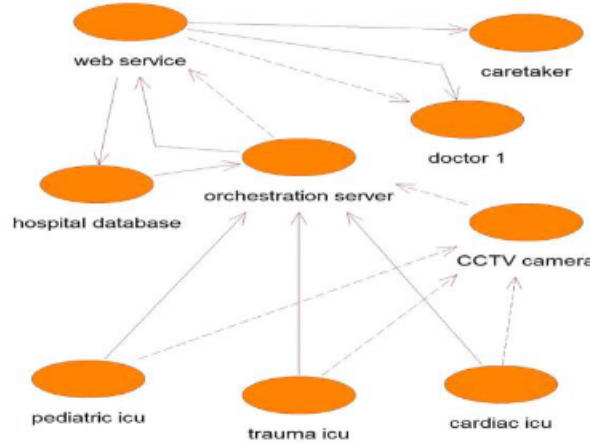 web service
caretaker
doctor 1
orchestration server
hospital database
CCTV camera
pediatric icu
trauma icu
cardiac icu